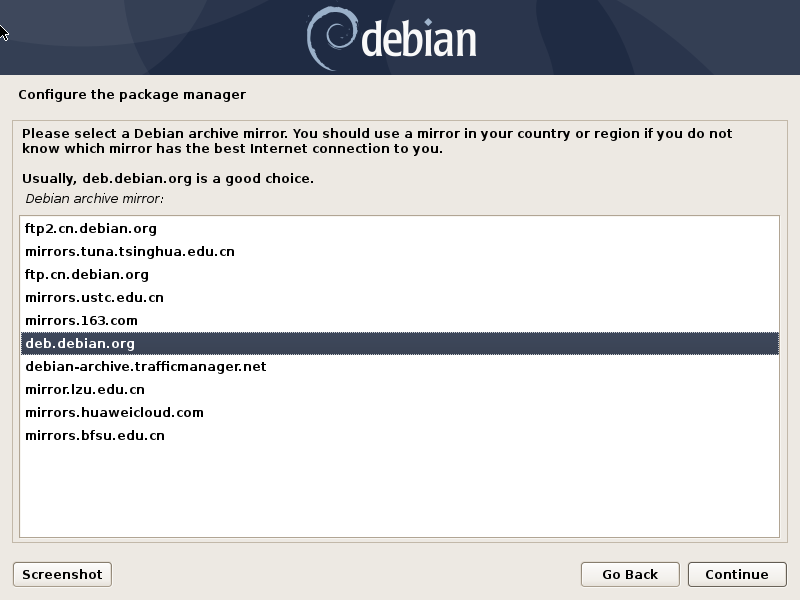 debian
Configure the package manager
Please select a Debian archive mirror. You should use a mirror in your country or region if you do not
know which mirror has the best Internet connection to you.
Usually, deb.debian.org is a good choice.
Debian archive mirror:
ftp2.cn.debian.org
mirrors.tuna.tsinghua.edu.cn
ftp.cn.debian.org
mirrors.ustc.edu.cn
mirrors.163.com
deb.debian.org
debian-archive.trafficmanager.net
mirror.lzu.edu.cn
mirrors.huaweicloud.com
mirrors.bfsu.edu.cn
Screenshot
Go Back
Continue